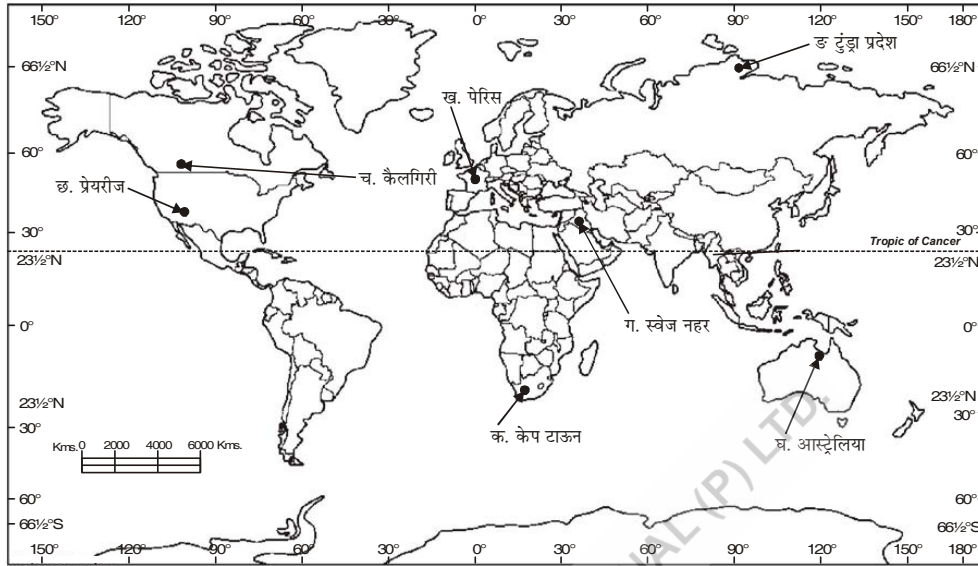 150° 120° 90° 60° 30° 0° 30° 60° 90° 120° 150° 180°
ङ टुंड्रा प्रदेश
66½°N 66½°N
ख. पेरिस
60° 60°
च. कैलगिरी
छ. प्रेयरीज
30° 30°
Tropic of Cancer
23½°N 23½°N
ग. स्वेज नहर
0° 0°
23½°N 23½°N
30° 30°
Kms. 0 2000 4000 6000 Kms.
क. केप टाऊन
घ. आस्ट्रेलिया
60° 60°
66½°S 66½°S
150° 120° 90° 60° 30° 0° 30° 60° 90° 120° 150° 180°
NAL (P) LTD.